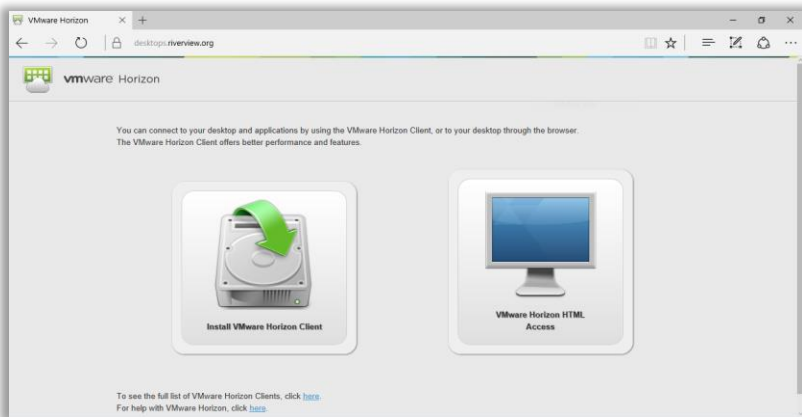 VMware Horizon
desktops.riverview.org
vmware Horizon
You can connect to your desktop and applications by using the VMware Horizon Client, or to your desktop through the browser.
The VMware Horizon Client offers better performance and features.
Install VMware Horizon Client
VMware Horizon HTML
Access
To see the full list of VMware Horizon Clients, click here.
For help with VMware Horizon, click here.